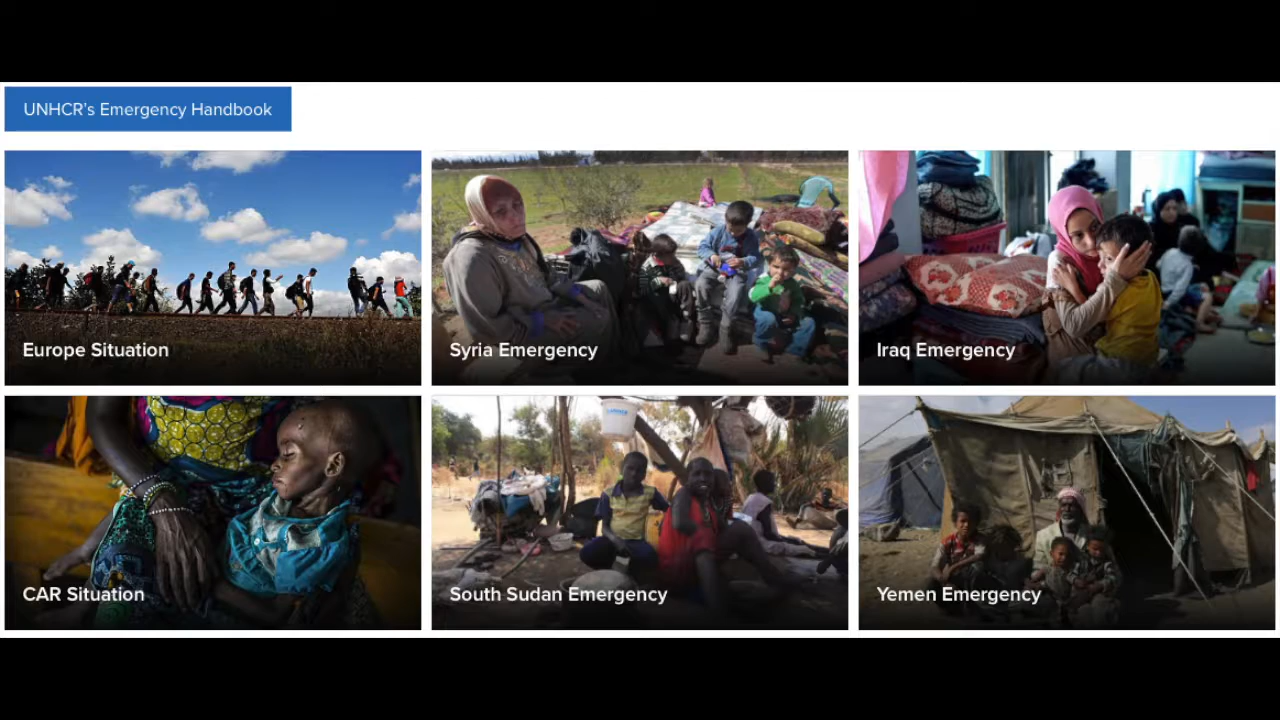 UNHCR's Emergency Handbook
Europe Situation
Syria Emergency
Iraq Emergency
CAR Situation
South Sudan Emergency
Yemen Emergency